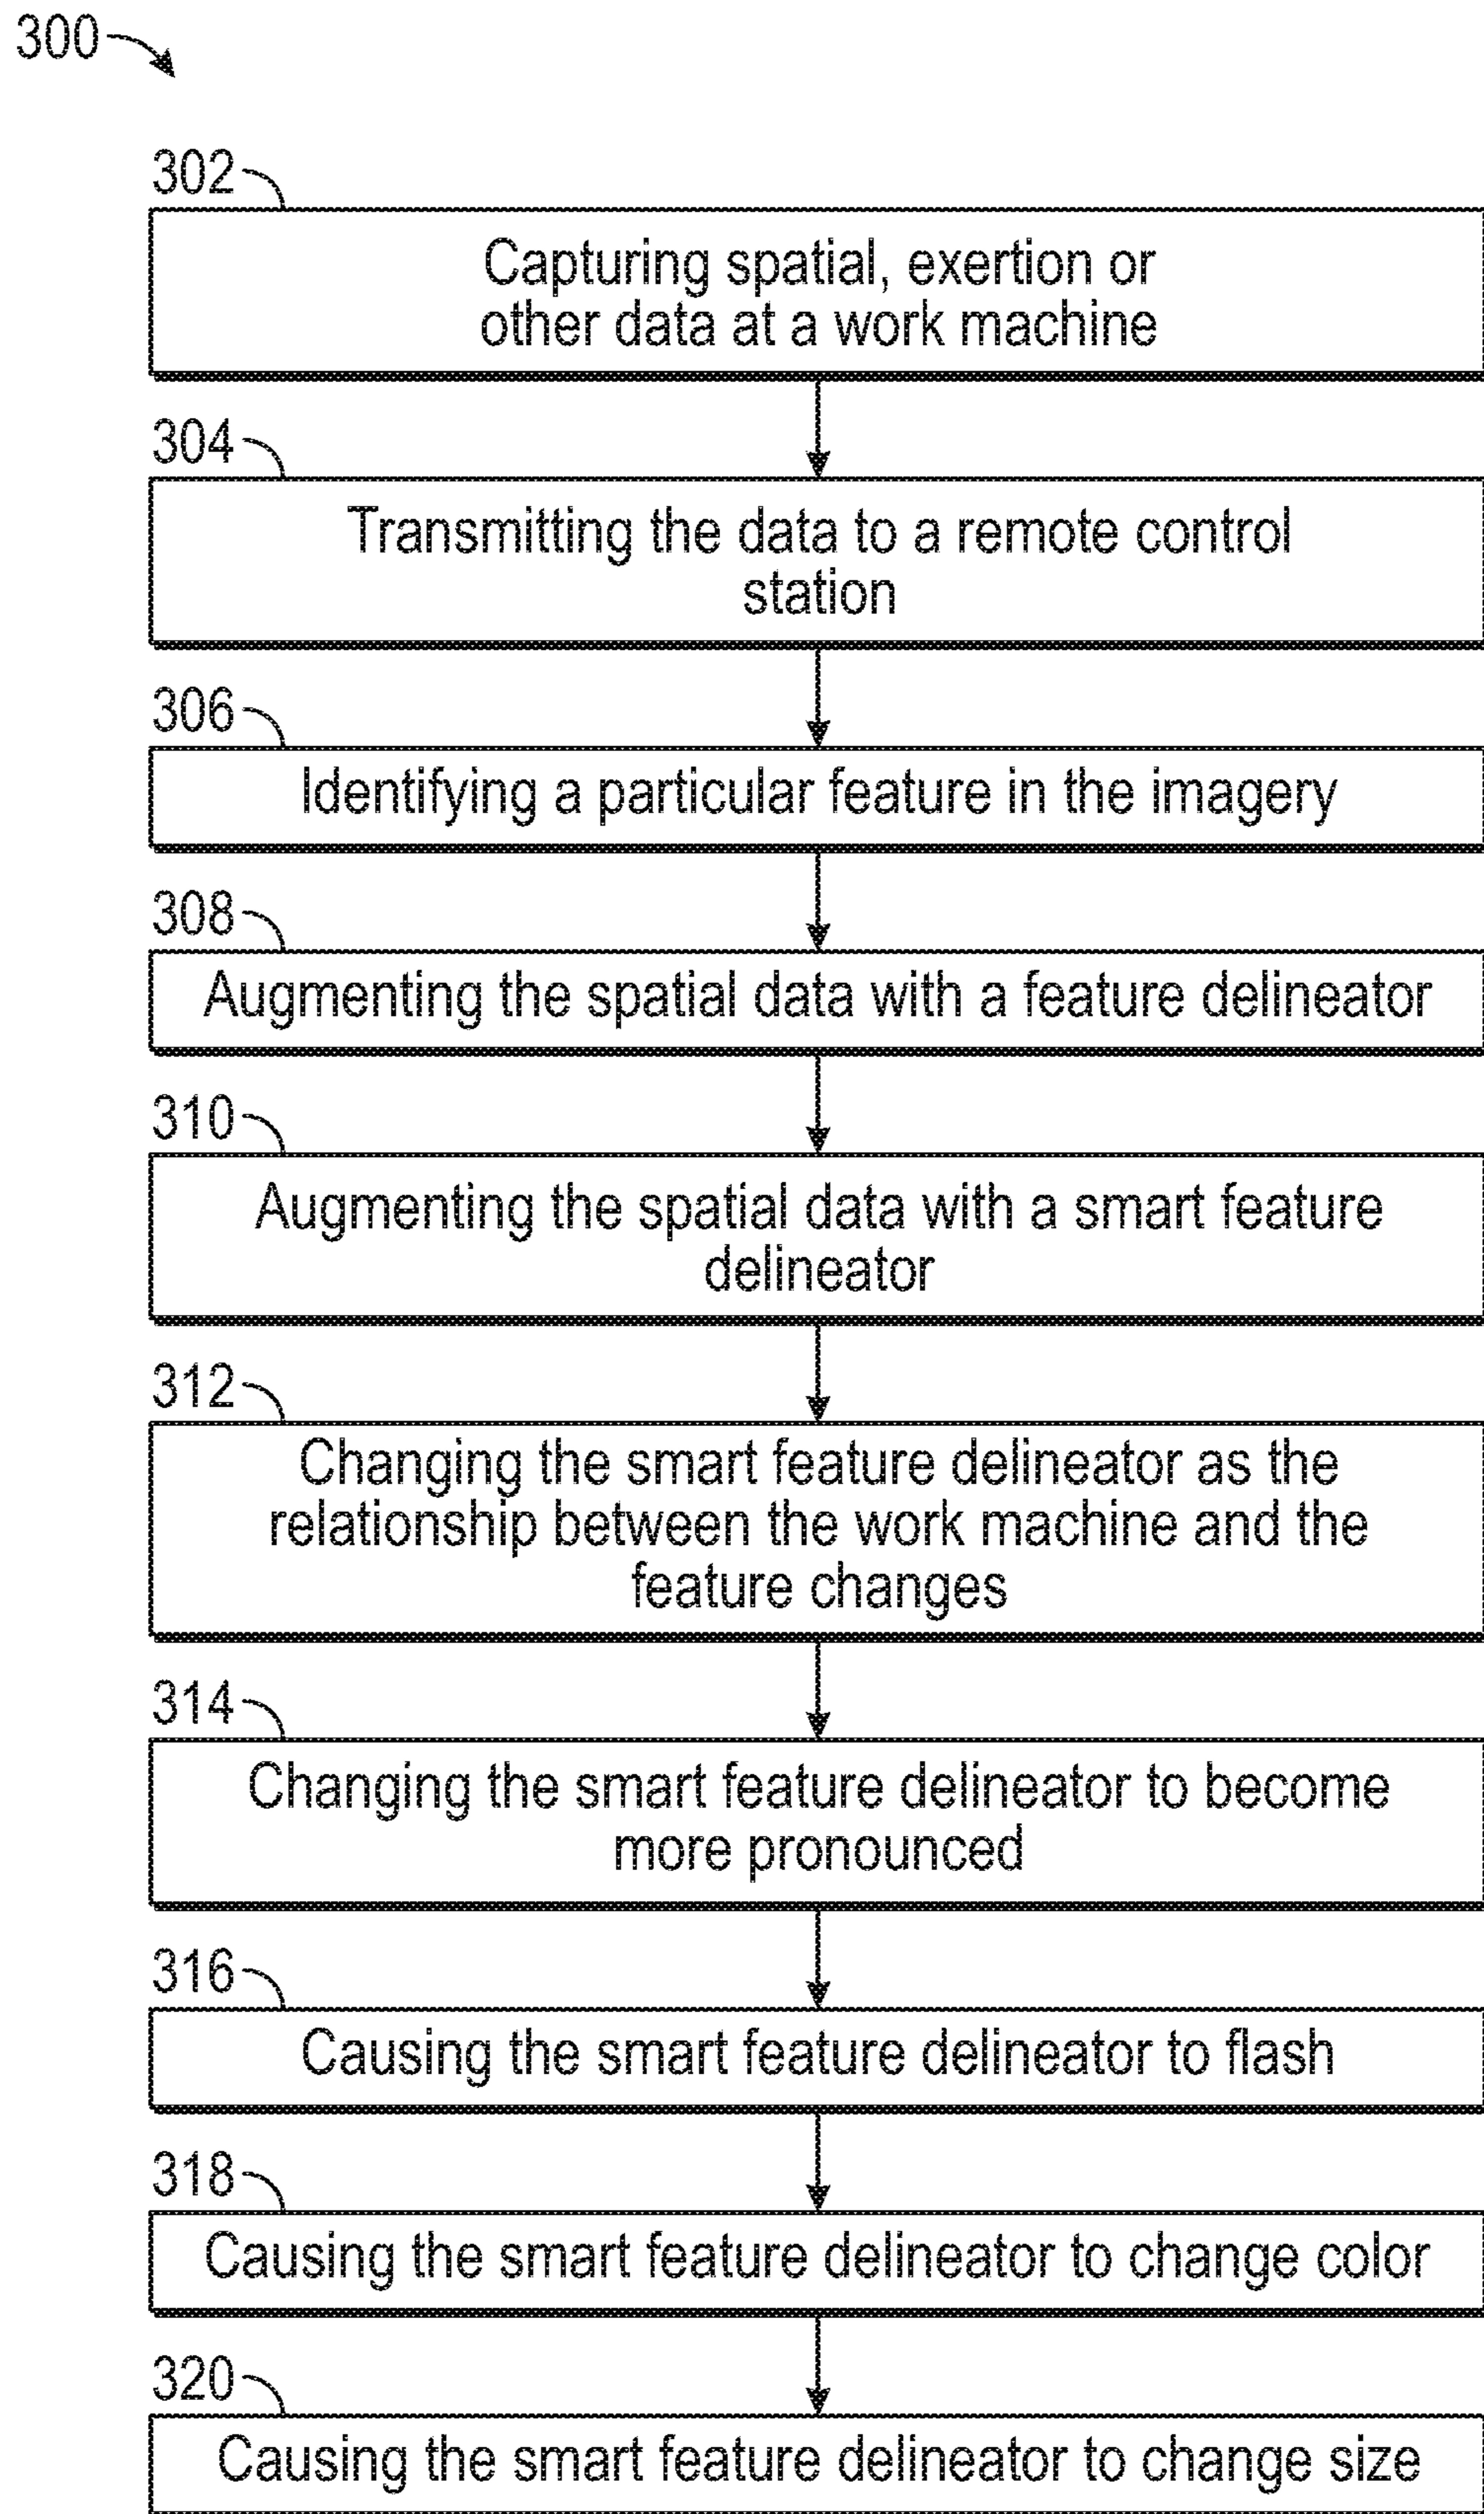 300
302
Capturing spatial, exertion or
other data at a work machine
304
Transmitting the data to a remote control
station
306
Identifying a particular feature in the imagery
308
Augmenting the spatial data with a feature delineator
310
Augmenting the spatial data with a smart feature
delineator
312
Changing the smart feature delineator as the
relationship between the work machine and the
feature changes
314
Changing the smart feature delineator to become
more pronounced
316
Causing the smart feature delineator to flash
318
Causing the smart feature delineator to change color
320
Causing the smart feature delineator to change size